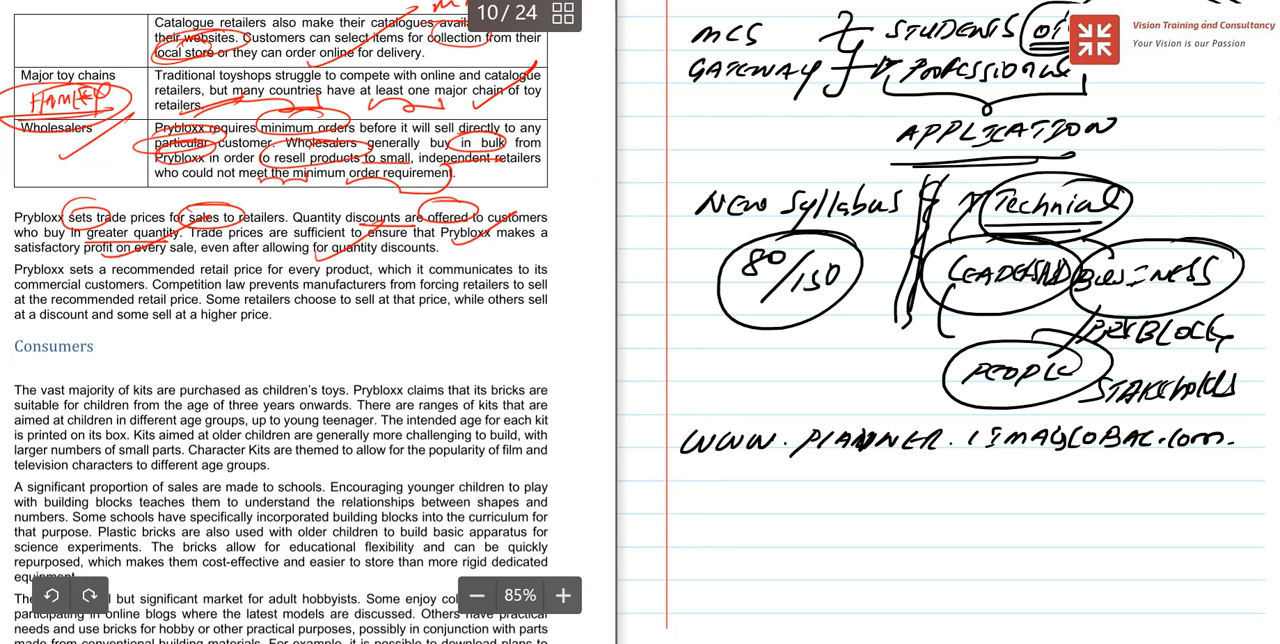 Catalogue retailers also make their catalogues
their websites. Customers can select items for collection from their
local store or they can order online for delivery.
Major toy chains
Traditional toyshops struggle to compete with online and catalogue
retailers, but many countries have at least one major chain of toy
retailers.
Wholesalers
Prybloxx requires minimum orders before it will sell directly to any
particular customer. Wholesalers generally buy in bulk from
Prybloxx in order to resell products to small, independent retailers
who could not meet the minimum order requirement.
Prybloxx sets trade prices for sales to retailers. Quantity discounts are offered to customers
who buy in greater quantity. Trade prices are sufficient to ensure that Prybloxx makes a
satisfactory profit on every sale, even after allowing for quantity discounts.
Prybloxx sets a recommended retail price for every product, which it communicates to its
commercial customers. Competition law prevents manufacturers from forcing retailers to sell
at the recommended retail price. Some retailers choose to sell at that price, while others sell
at a discount and some sell at a higher price.
Consumers
The vast majority of kits are purchased as children's toys. Prybloxx claims that its bricks are
suitable for children from the age of three years onwards. There are ranges of kits that are
aimed at children in different age groups, up to young teenager. The intended age for each kit
is printed on its box. Kits aimed at older children are generally more challenging to build, with
larger numbers of small parts. Character Kits are themed to allow for the popularity of film and
television characters to different age groups.
A significant proportion of sales are made to schools. Encouraging younger children to play
with building blocks teaches them to understand the relationships between shapes and
numbers. Some schools have specifically incorporated building blocks into the curriculum for
that purpose. Plastic bricks are also used with older children to build basic apparatus for
science experiments. The bricks allow for educational flexibility and can be quickly
repurposed, which makes them cost-effective and easier to store than more rigid dedicated
equipment.
but significant market for adult hobbyists. Some enjoy
participating in online blogs where the latest models are discussed. Others have practical
needs and use bricks for hobby or other practical purposes, possibly in conjunction with parts
10 / 24
85%
MCS
STUDENTS
GATEWAY
PROFESSIONALS
APPLICATION
New Syllabus
Technical
80/150
LEADERSHIP
BUSINESS
PEOPLE
STAKEHOLDERS
Vision Training and Consultancy
Your Vision is our Passion